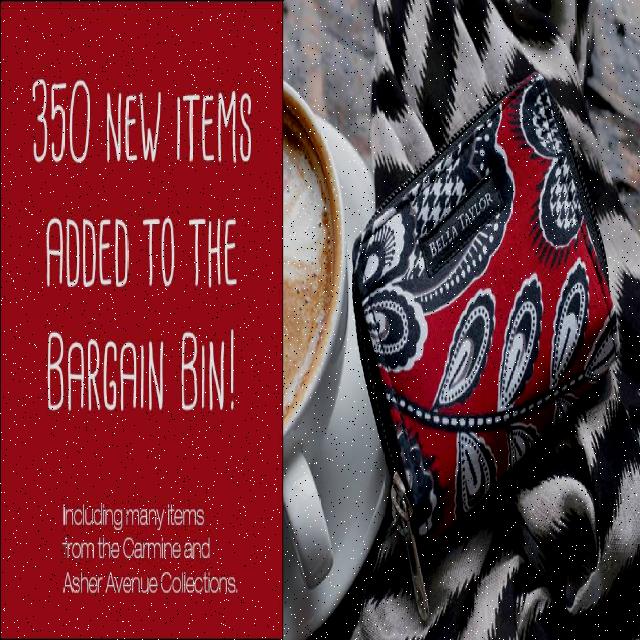 350 NEW ITEMS
ADDED TO THE
BARGAIN BIN!
Including many items
from the Carmine and
Asher Avenue Collections.
BELLA TAYLOR